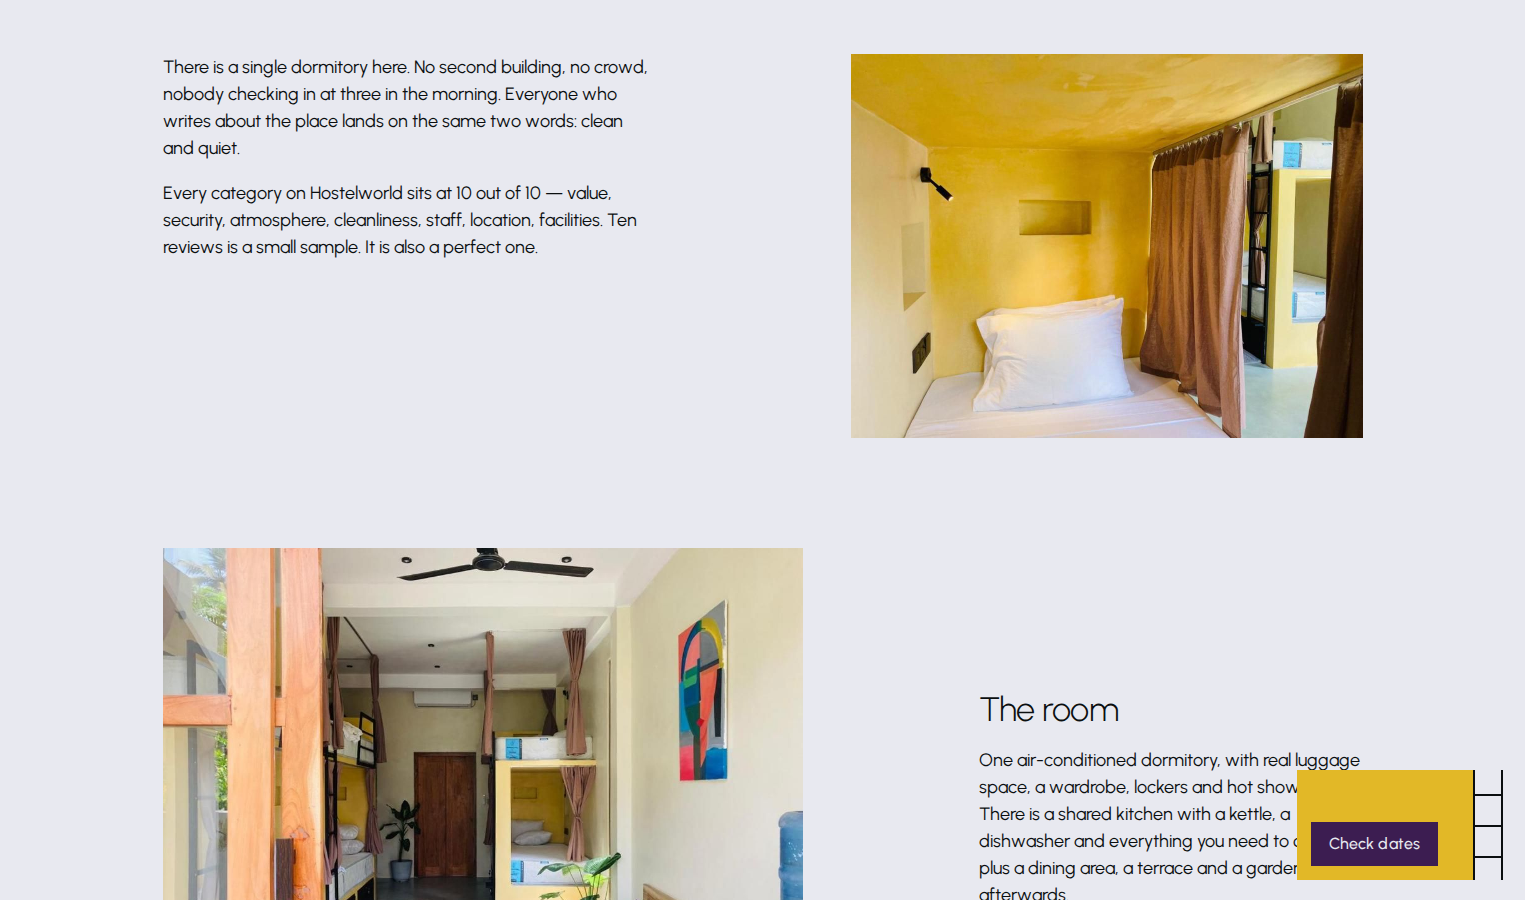 There is a single dormitory here. No second building, no crowd,
nobody checking in at three in the morning. Everyone who
writes about the place lands on the same two words: clean
and quiet.
Every category on Hostelworld sits at 10 out of 10 — value,
security, atmosphere, cleanliness, staff, location, facilities. Ten
reviews is a small sample. It is also a perfect one.
The room
One air-conditioned dormitory, with real luggage
space, a wardrobe, lockers and hot
There is a shared kitchen with a kettle, a
dishwasher and everything you need to
plus a dining area, a terrace and a garden
afterwards
Check dates